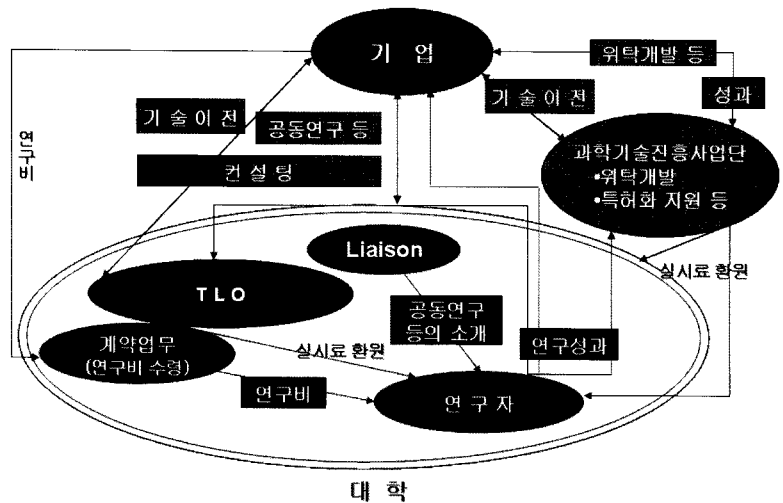 기 업
위탁개발 등
성과
기 술 이 전
기 술 이 전
공동연구 등
컨 설 팅
연구비
과학기술진흥사업단
•위탁개발
•특허화 지원 등
Liaison
실시료 환원
T L O
공동연구
등의 소개
계약업무
(연구비 수령)
실시료 환원
연구성과
연구비
연 구 자
대 학